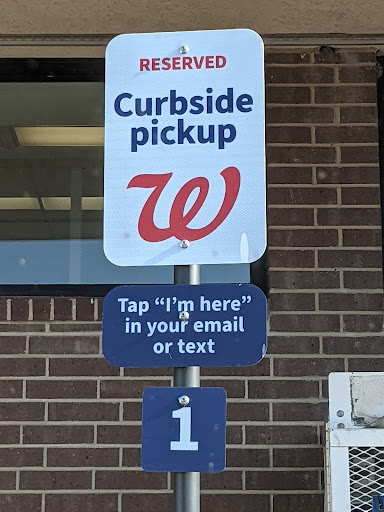 RESERVED
Curbside
pickup
W
Tap “I’m here”
in your email
or text
1